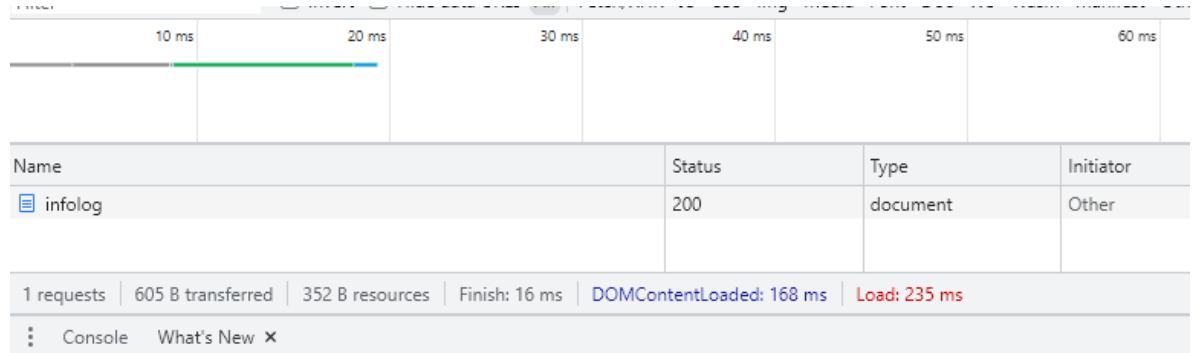 10 ms 20 ms 30 ms 40 ms 50 ms 60 ms
Name Status Type Initiator
infolog 200 document Other
1 requests 605 B transferred 352 B resources Finish: 16 ms DOMContentLoaded: 168 ms Load: 235 ms
Console What's New ×